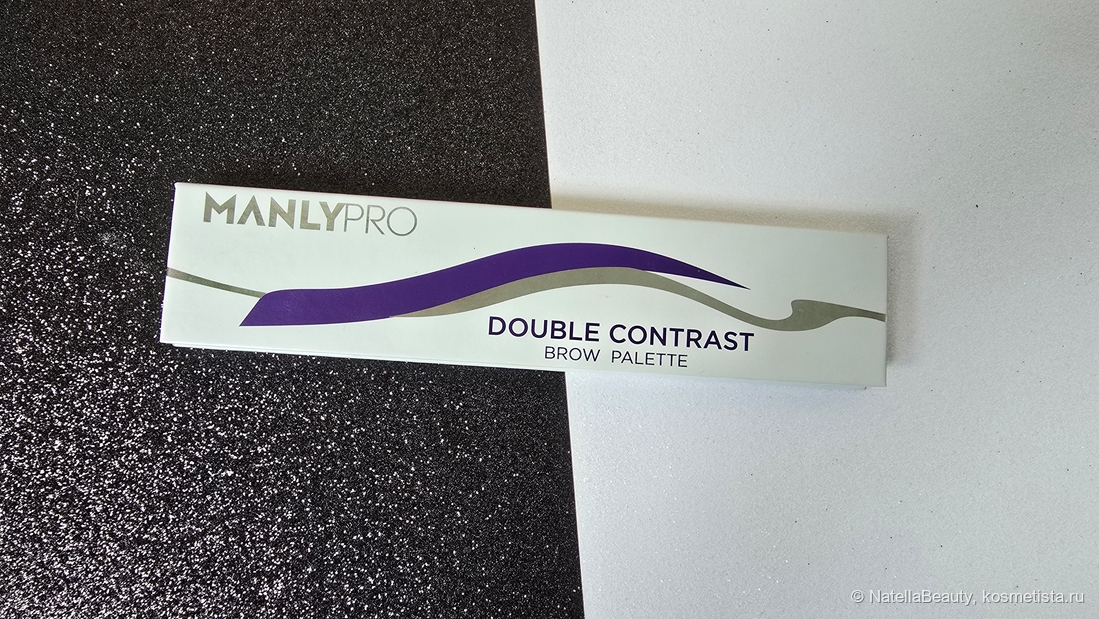 MANLYPRO
DOUBLE CONTRAST
BROW PALETTE
© NatellaBeauty, kosmetista.ru